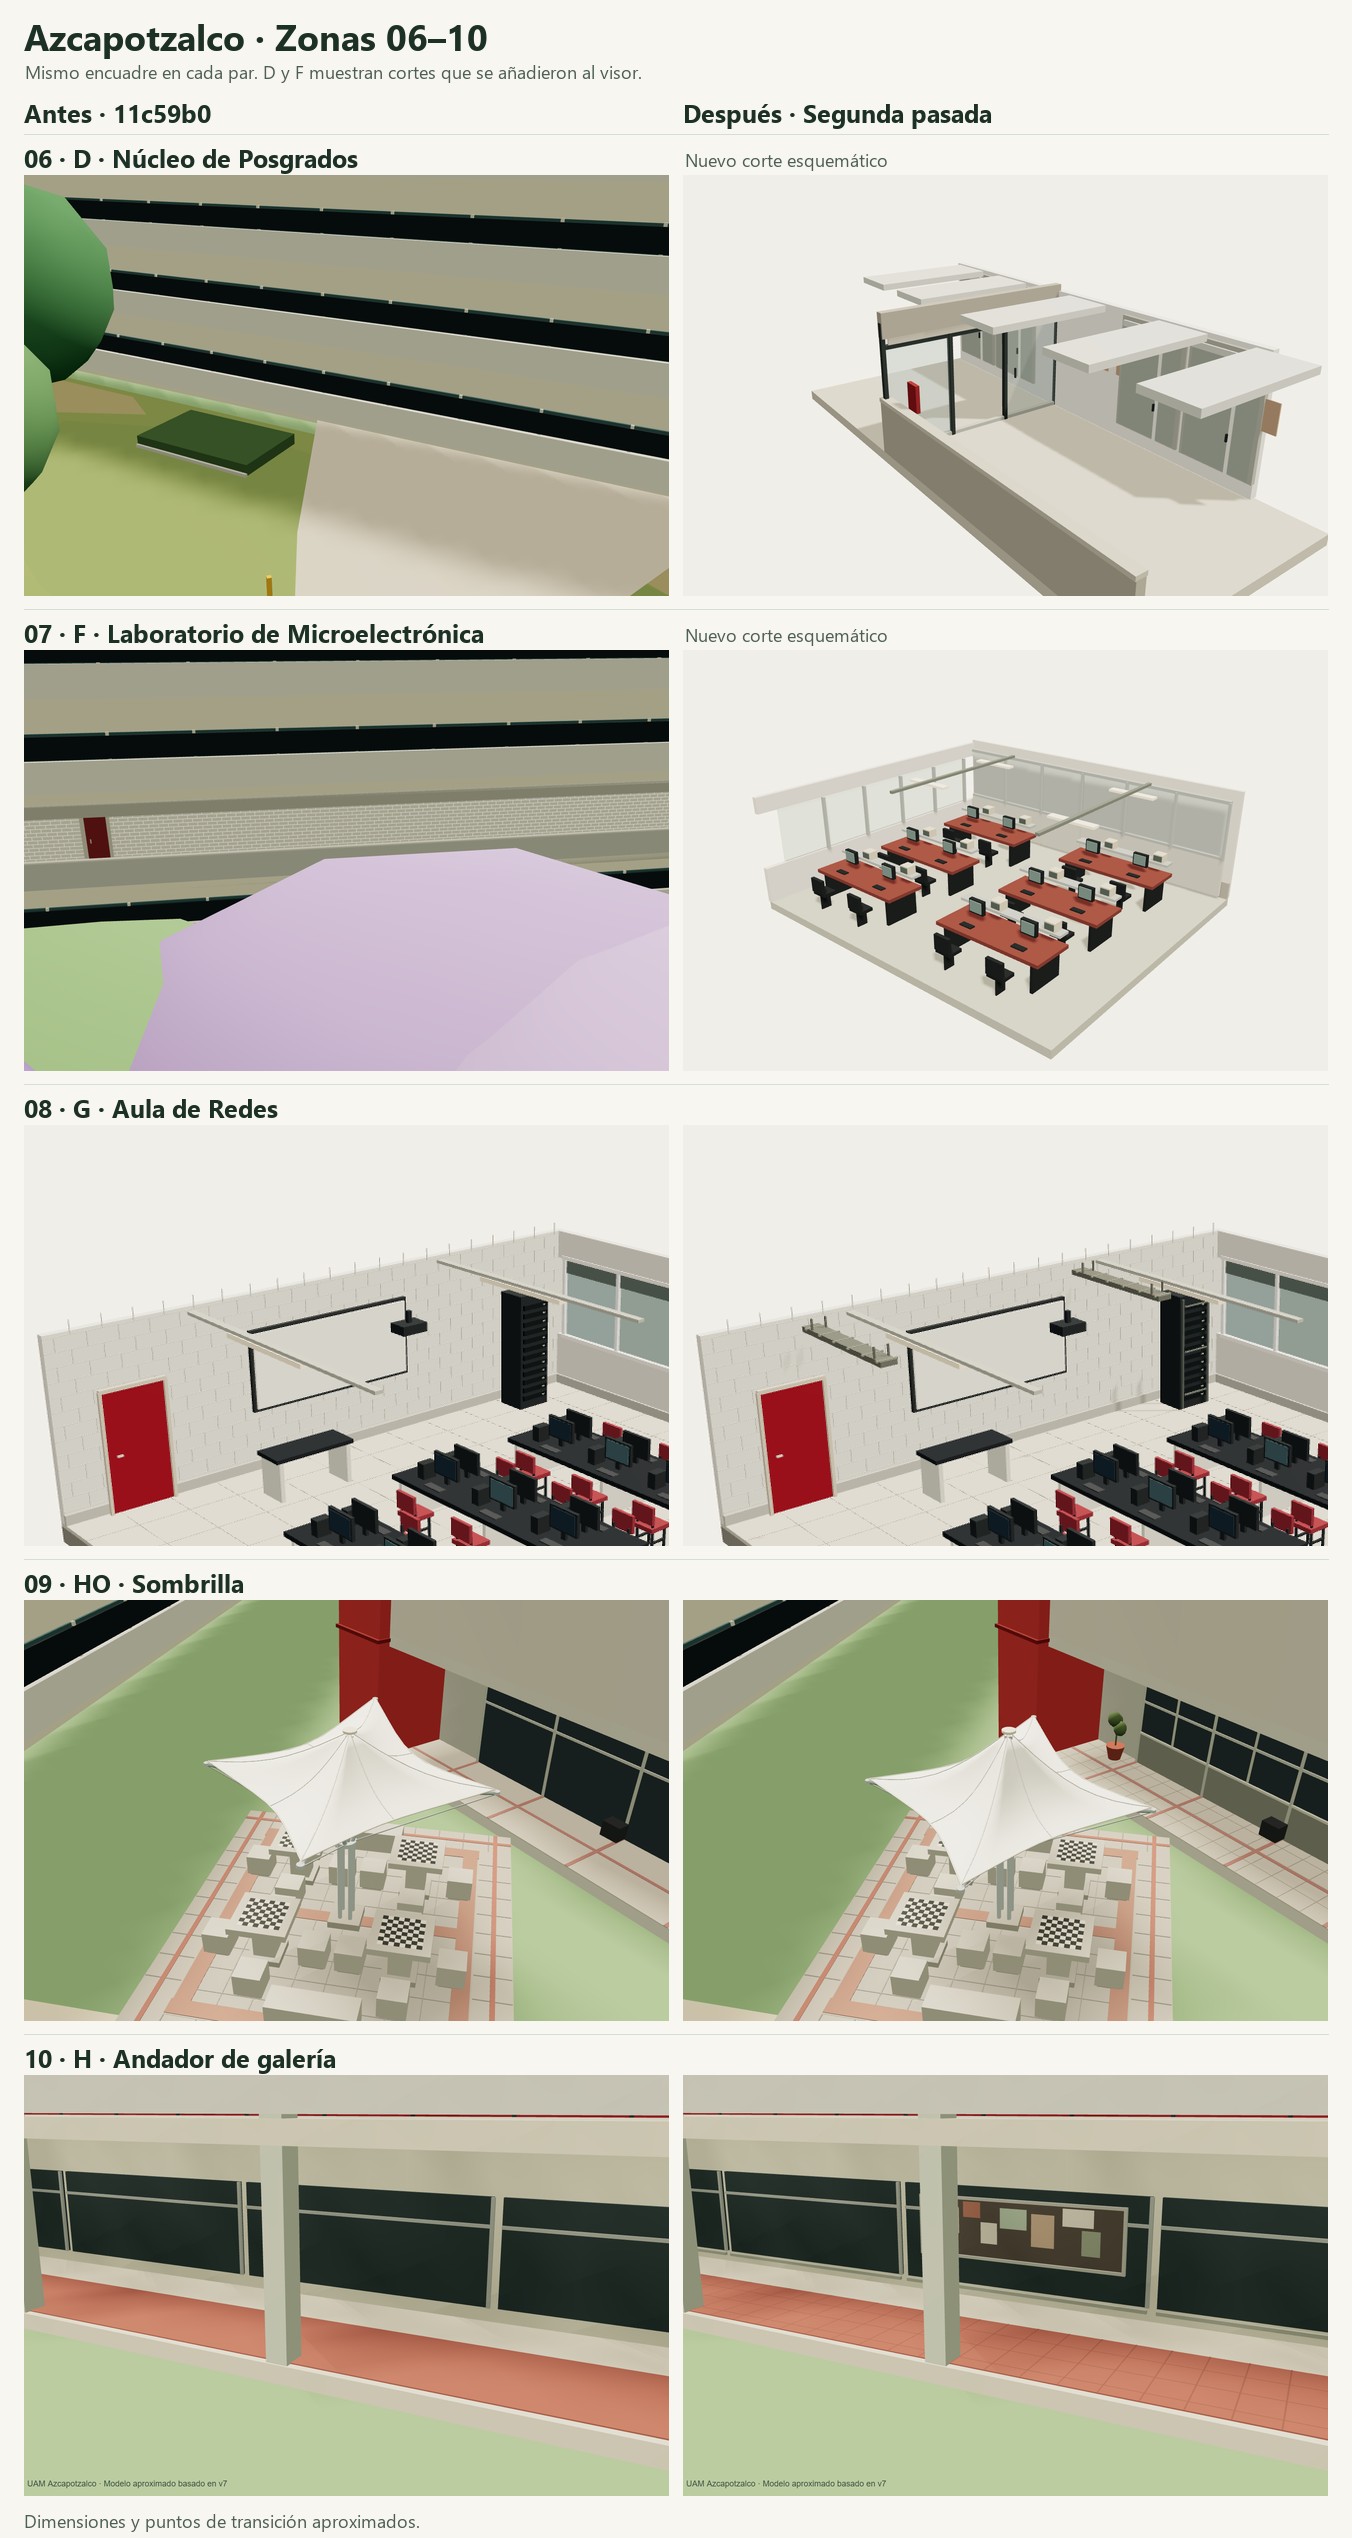 Azcapotzalco · Zonas 06–10
Mismo encuadre en cada par. D y F muestran cortes que se añadieron al visor.
Antes · 11c59b0
Después · Segunda pasada
06 · D · Núcleo de Posgrados
Nuevo corte esquemático
07 · F · Laboratorio de Microelectrónica
Nuevo corte esquemático
08 · G · Aula de Redes
09 · HO · Sombrilla
10 · H · Andador de galería
UAM Azcapotzalco · Modelo aproximado basado en v7
UAM Azcapotzalco · Modelo aproximado basado en v7
Dimensiones y puntos de transición aproximados.